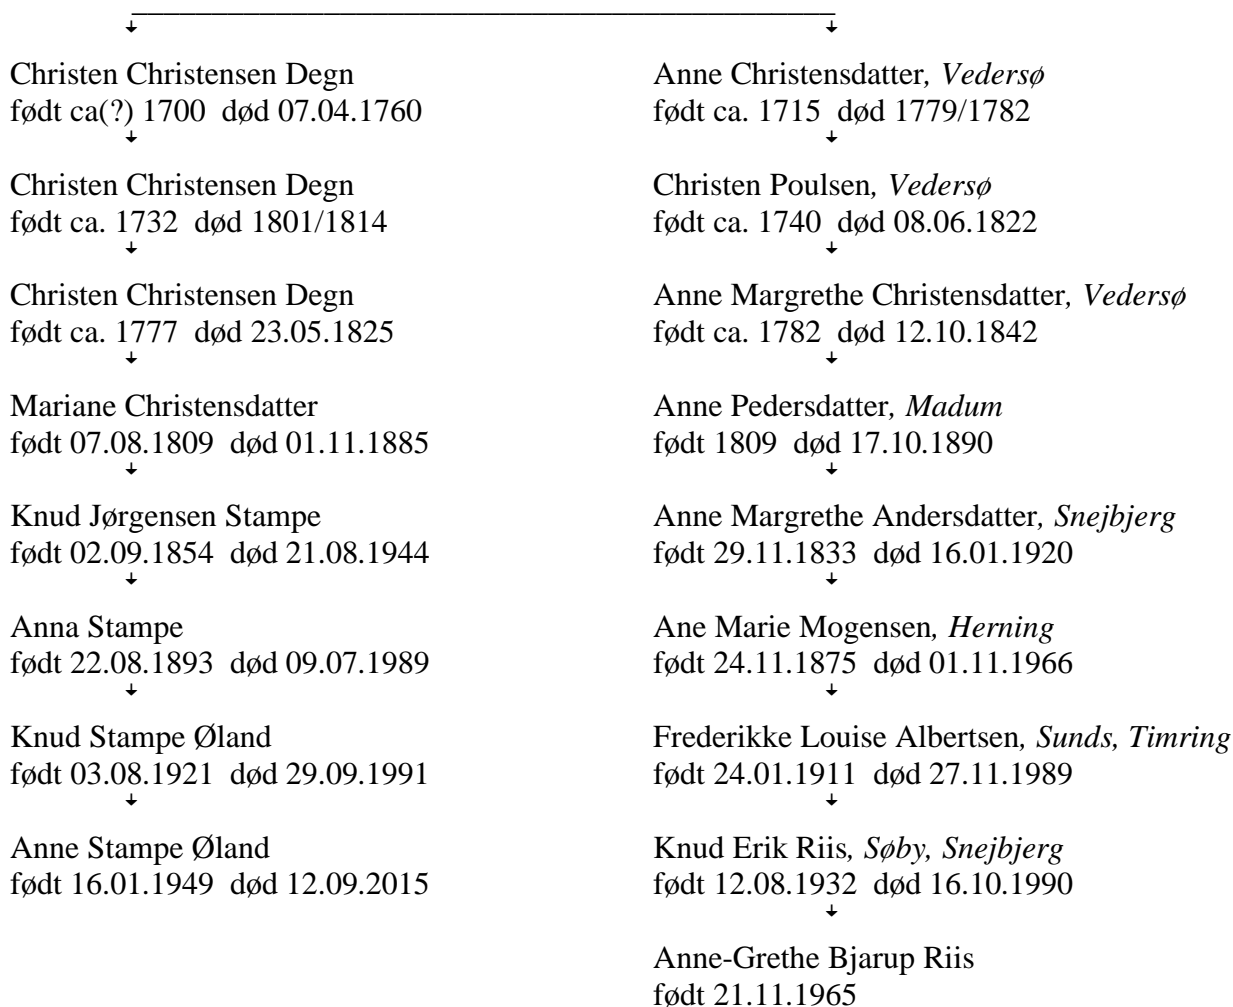 Christen Christensen Degn
født ca(?) 1700 død 07.04.1760
Christen Christensen Degn
født ca. 1732 død 1801/1814
Christen Christensen Degn
født ca. 1777 død 23.05.1825
Mariane Christensdatter
født 07.08.1809 død 01.11.1885
Knud Jørgensen Stampe
født 02.09.1854 død 21.08.1944
Anna Stampe
født 22.08.1893 død 09.07.1989
Knud Stampe Øland
født 03.08.1921 død 29.09.1991
Anne Stampe Øland
født 16.01.1949 død 12.09.2015
Anne Christensdatter, Vedersø
født ca. 1715 død 1779/1782
Christen Poulsen, Vedersø
født ca. 1740 død 08.06.1822
Anne Margrethe Christensdatter, Vedersø
født ca. 1782 død 12.10.1842
Anne Pedersdatter, Madum
født 1809 død 17.10.1890
Anne Margrethe Andersdatter, Snejbjerg
født 29.11.1833 død 16.01.1920
Ane Marie Mogensen, Herning
født 24.11.1875 død 01.11.1966
Frederikke Louise Albertsen, Sunds, Timring
født 24.01.1911 død 27.11.1989
Knud Erik Riis, Søby, Snejbjerg
født 12.08.1932 død 16.10.1990
Anne-Grethe Bjarup Riis
født 21.11.1965